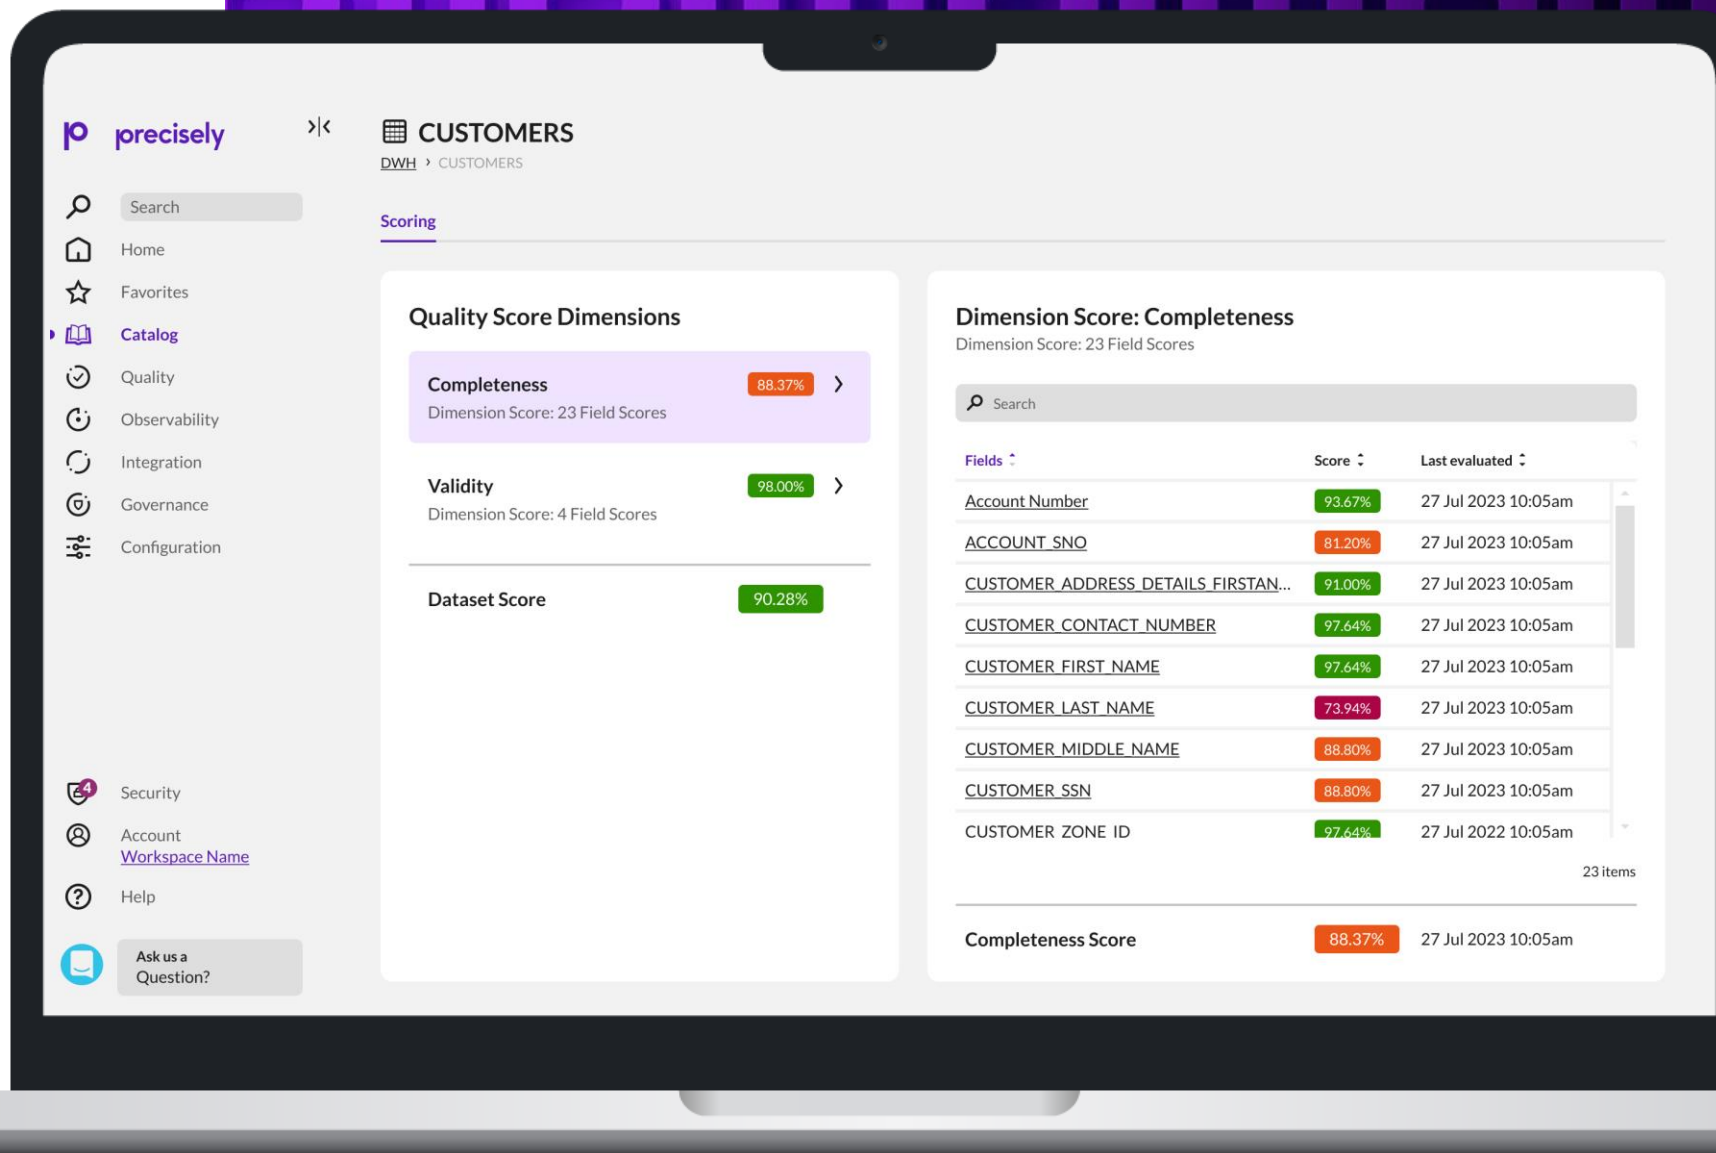 precisely
Search
Home
Favorites
Catalog
Quality
Observability
Integration
Governance
Configuration
4
Security
Account
Workspace Name
Help
Ask us a
Question?
CUSTOMERS
DWH › CUSTOMERS
Scoring
Quality Score Dimensions
Completeness 88.37%
Dimension Score: 23 Field Scores
Validity 98.00%
Dimension Score: 4 Field Scores
Dataset Score 90.28%
Dimension Score: Completeness
Dimension Score: 23 Field Scores
Search
Fields Score Last evaluated
Account Number 93.67% 27 Jul 2023 10:05am
ACCOUNT_SNO 81.20% 27 Jul 2023 10:05am
CUSTOMER_ADDRESS_DETAILS_FIRSTAN... 91.00% 27 Jul 2023 10:05am
CUSTOMER_CONTACT_NUMBER 97.64% 27 Jul 2023 10:05am
CUSTOMER_FIRST_NAME 97.64% 27 Jul 2023 10:05am
CUSTOMER_LAST_NAME 73.94% 27 Jul 2023 10:05am
CUSTOMER_MIDDLE_NAME 88.80% 27 Jul 2023 10:05am
CUSTOMER_SSN 88.80% 27 Jul 2023 10:05am
CUSTOMER ZONE ID 97.64% 27 Jul 2022 10:05am
23 items
Completeness Score 88.37% 27 Jul 2023 10:05am